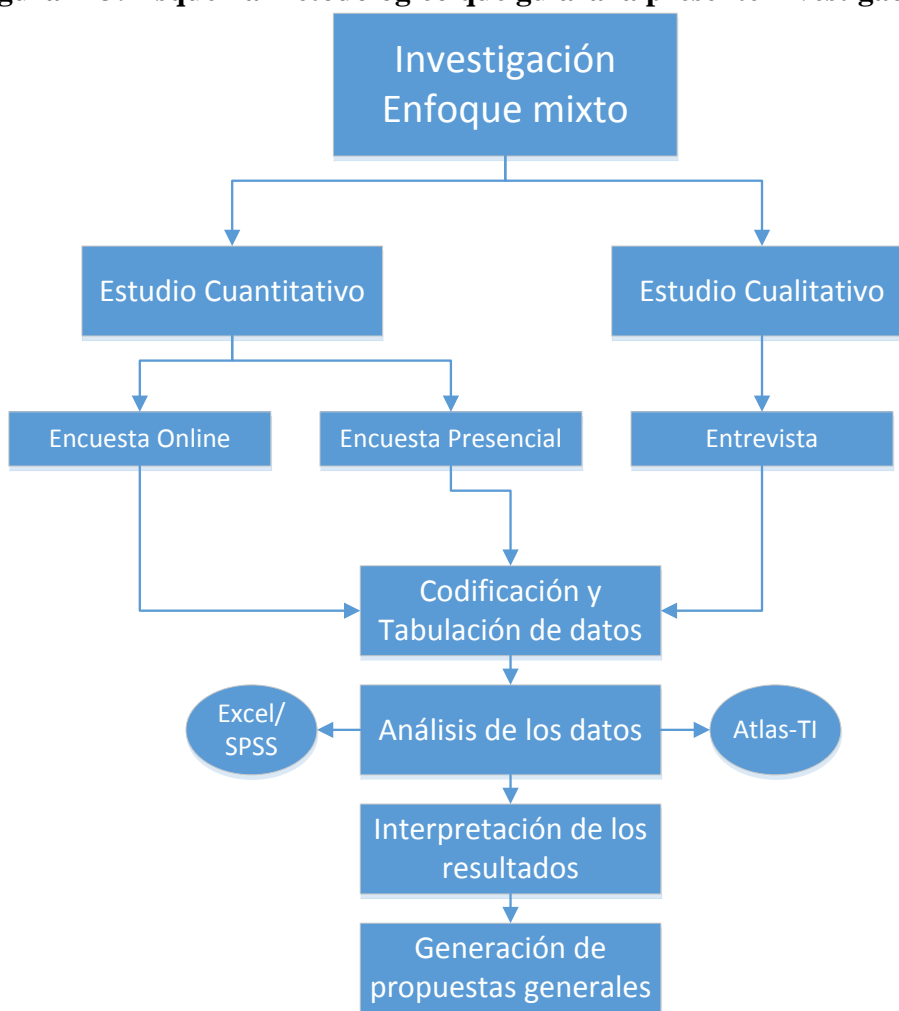 Investigación
Enfoque mixto
Estudio Cuantitativo
Estudio Cualitativo
Encuesta Online
Encuesta Presencial
Entrevista
Codificación y
Tabulación de datos
Excel/
SPSS
Análisis de los datos
Atlas-TI
Interpretación de los
resultados
Generación de
propuestas generales